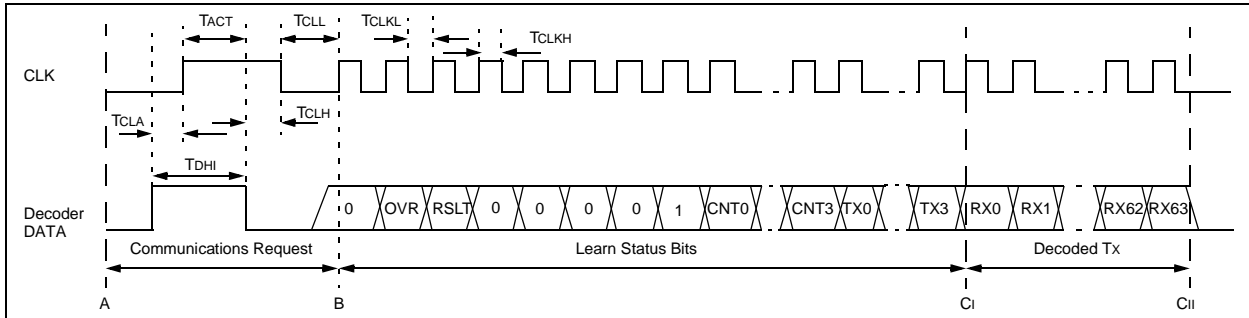 TACT TCLL TCLKL
TCLKH
CLK
TCLA TCLH
TDHI
Decoder
DATA
0 OVR RSLT 0 0 0 0 1 CNT0 CNT3 TX0 TX3 RX0 RX1 RX62 RX63
Communications Request Learn Status Bits Decoded TX
A B CI CII